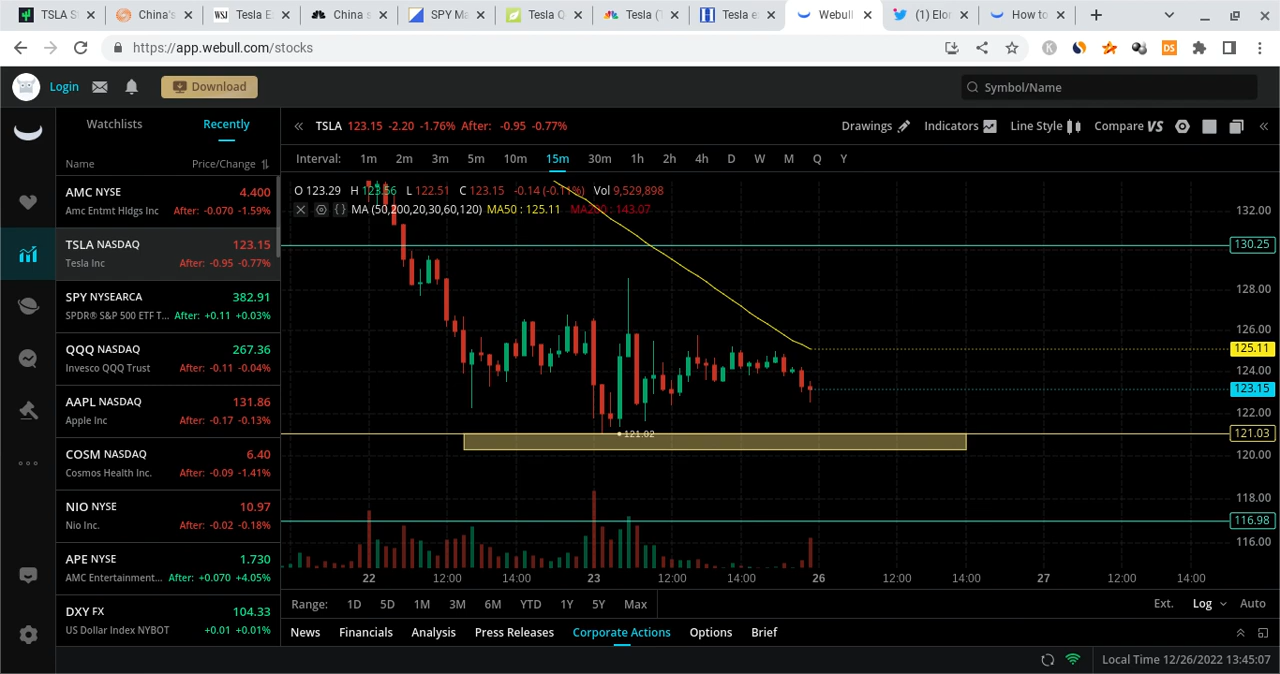 TSLA S
China's
WSJ Tesla E
China s
SPY Ma
Tesla Q
Tesla (T
Tesla e
Webull
(1) Elor
How to
https://app.webull.com/stocks
Login
Download
Symbol/Name
Watchlists Recently
TSLA 123.15 -2.20 -1.76% After: -0.95 -0.77%
Drawings Indicators Line Style Compare VS
Name Price/Change
Interval: 1m 2m 3m 5m 10m 15m 30m 1h 2h 4h D W M Q Y
AMC NYSE 4.400
Amc Entmt Hldgs Inc After: -0.070 -1.59%
TSLA NASDAQ 123.15
Tesla Inc After: -0.95 -0.77%
SPY NYSEARCA 382.91
SPDR® S&P 500 ETF T... After: +0.11 +0.03%
QQQ NASDAQ 267.36
Invesco QQQ Trust After: -0.11 -0.04%
AAPL NASDAQ 131.86
Apple Inc After: -0.17 -0.13%
COSM NASDAQ 6.40
Cosmos Health Inc. After: -0.09 -1.41%
NIO NYSE 10.97
Nio Inc. After: -0.02 -0.18%
APE NYSE 1.730
AMC Entertainment... After: +0.070 +4.05%
DXY FX 104.33
US Dollar Index NYBOT +0.01 +0.01%
O 123.29 H 123.56 L 122.51 C 123.15 -0.14 (-0.11%) Vol 9,529,898
MA (50,200,20,30,60,120) MA50 : 125.11 MA200 : 143.07
132.00
130.25
128.00
126.00
125.11
124.00
123.15
122.00
121.02
121.03
120.00
118.00
116.98
116.00
22 12:00 14:00 23 12:00 14:00 26 12:00 14:00 27 12:00 14:00
Range: 1D 5D 1M 3M 6M YTD 1Y 5Y Max
Ext. Log Auto
News Financials Analysis Press Releases Corporate Actions Options Brief
Local Time 12/26/2022 13:45:07